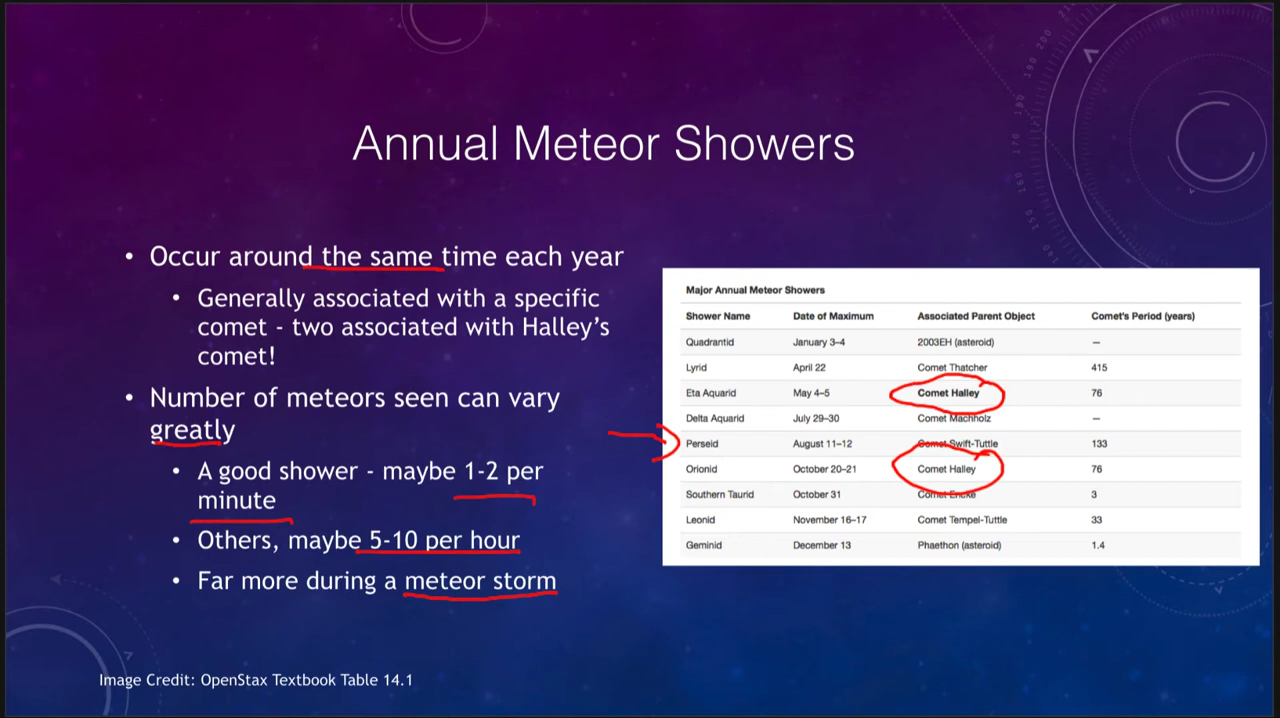 Annual Meteor Showers
• Occur around the same time each year
• Generally associated with a specific
comet - two associated with Halley's
comet!
• Number of meteors seen can vary
greatly
• A good shower - maybe 1-2 per
minute
• Others, maybe 5-10 per hour
• Far more during a meteor storm
Major Annual Meteor Showers
Shower Name Date of Maximum Associated Parent Object Comet's Period (years)
Quadrantid January 3–4 2003EH (asteroid) —
Lyrid April 22 Comet Thatcher 415
Eta Aquarid May 4–5 Comet Halley 76
Delta Aquarid July 29–30 Comet Machholz —
Perseid August 11–12 Comet Swift-Tuttle 133
Orionid October 20–21 Comet Halley 76
Southern Taurid October 31 Comet Encke 3
Leonid November 16–17 Comet Tempel-Tuttle 33
Geminid December 13 Phaethon (asteroid) 1.4
Image Credit: OpenStax Textbook Table 14.1